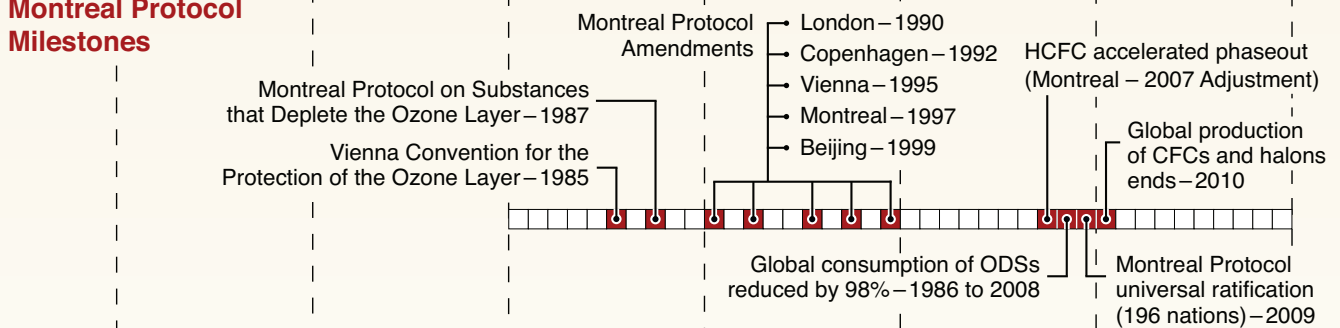 Montreal Protocol
Milestones
Montreal Protocol
Amendments
London – 1990
Copenhagen – 1992
Vienna – 1995
Montreal – 1997
Beijing – 1999
HCFC accelerated phaseout
(Montreal – 2007 Adjustment)
Montreal Protocol on Substances
that Deplete the Ozone Layer – 1987
Vienna Convention for the
Protection of the Ozone Layer – 1985
Global production
of CFCs and halons
ends – 2010
Global consumption of ODSs
reduced by 98% – 1986 to 2008
Montreal Protocol
universal ratification
(196 nations) – 2009